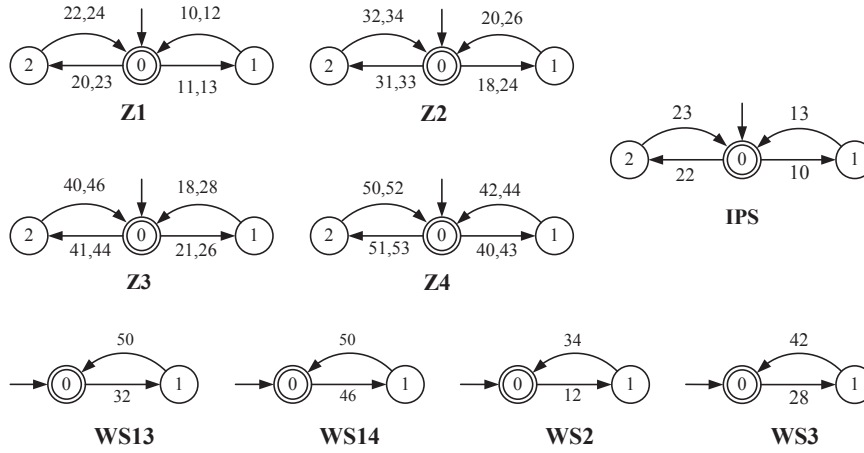 22,24 10,12
2 0 1
20,23 11,13
Z1
32,34 20,26
2 0 1
31,33 18,24
Z2
23 13
2 0 1
22 10
IPS
40,46 18,28
2 0 1
41,44 21,26
Z3
50,52 42,44
2 0 1
51,53 40,43
Z4
50
0 1
32
WS13
50
0 1
46
WS14
34
0 1
12
WS2
42
0 1
28
WS3